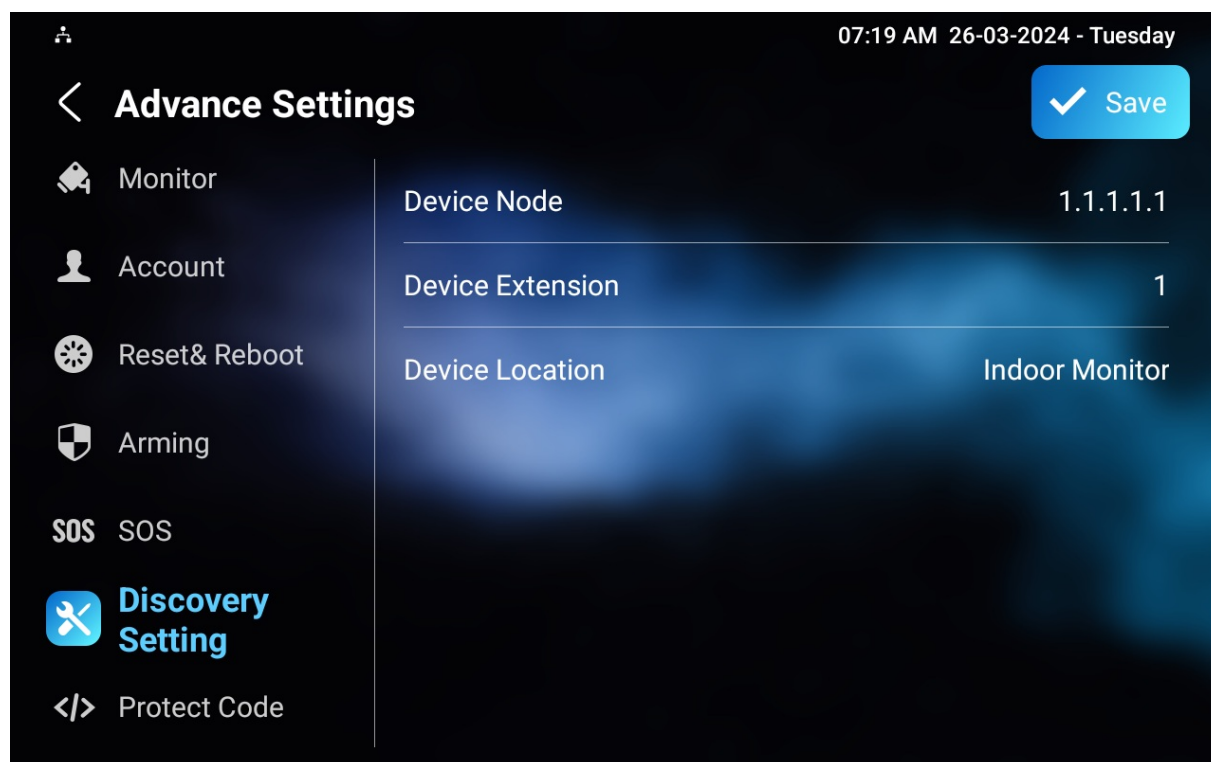 07:19 AM 26-03-2024 - Tuesday
Advance Settings
Save
Monitor
Account
Reset& Reboot
Arming
SOS SOS
Discovery
Setting
</> Protect Code
Device Node 1.1.1.1.1
Device Extension 1
Device Location Indoor Monitor